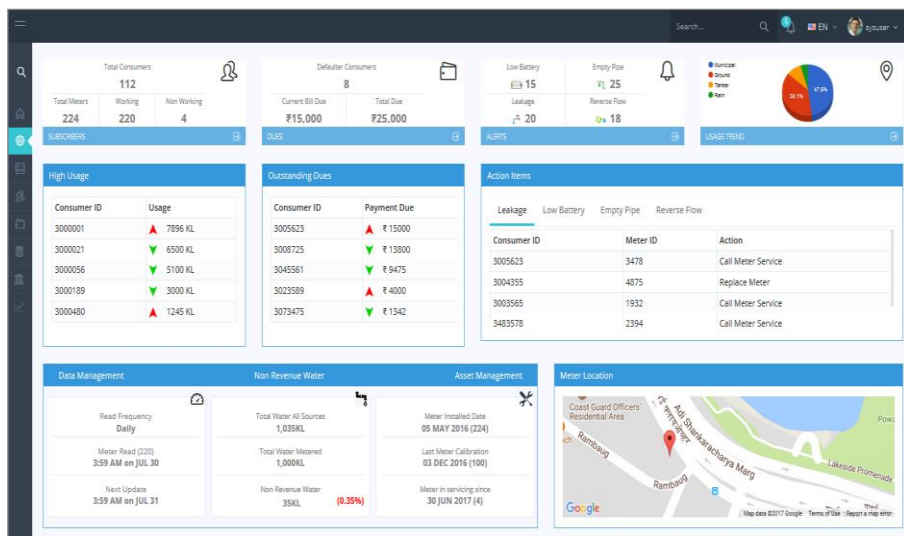 Search...
5
EN
sysuser
Total Consumers
112
Total Meters Working Non Working
224 220 4
SUBSCRIBERS
Defaulter Consumers
8
Current Bill Due Total Due
₹15,000 ₹25,000
DUES
Low Battery Empty Pipe
15 25
Leakage Reverse Flow
20 18
ALERTS
Municipal
Ground
Tanker
Rain
47.6%
38.1%
USAGE TREND
High Usage
Consumer ID Usage
3000001 7896 KL
3000021 6500 KL
3000056 5100 KL
3000189 3000 KL
3000480 1245 KL
Outstanding Dues
Consumer ID Payment Due
3005623 ₹ 15000
3008725 ₹ 13800
3045561 ₹ 9475
3023589 ₹ 4000
3073475 ₹ 1342
Action Items
Leakage Low Battery Empty Pipe Reverse Flow
Consumer ID Meter ID Action
3005623 3478 Call Meter Service
3004355 4875 Replace Meter
3003565 1932 Call Meter Service
3483578 2394 Call Meter Service
Data Management Non Revenue Water Asset Management
Read Frequency
Daily
Meter Read (220)
3:59 AM on JUL 30
Next Update
3:59 AM on JUL 31
Total Water All Sources
1,035KL
Total Water Metered
1,000KL
Non Revenue Water
35KL (0.35%)
Meter Installed Date
05 MAY 2016 (224)
Last Meter Calibration
03 DEC 2016 (100)
Meter in servicing since
30 JUN 2017 (4)
Meter Location
Coast Guard Officers'
Residential Area
Adi Shankaracharya Marg
Powa
Rambaug
Rambaug
Lakeside Promenade
Google
Map data ©2017 Google Terms of Use Report a map error